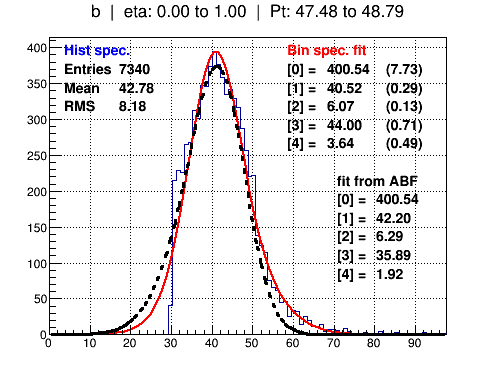 b | eta: 0.00 to 1.00 | Pt: 47.48 to 48.79
Hist spec.
Entries 7340
Mean 42.78
RMS 8.18
Bin spec. fit
[0] = 400.54 (7.73)
[1] = 40.52 (0.29)
[2] = 6.07 (0.13)
[3] = 44.00 (0.71)
[4] = 3.64 (0.49)
fit from ABF
[0] = 400.54
[1] = 42.20
[2] = 6.29
[3] = 35.89
[4] = 1.92
400
350
300
250
200
150
100
50
0
0 10 20 30 40 50 60 70 80 90